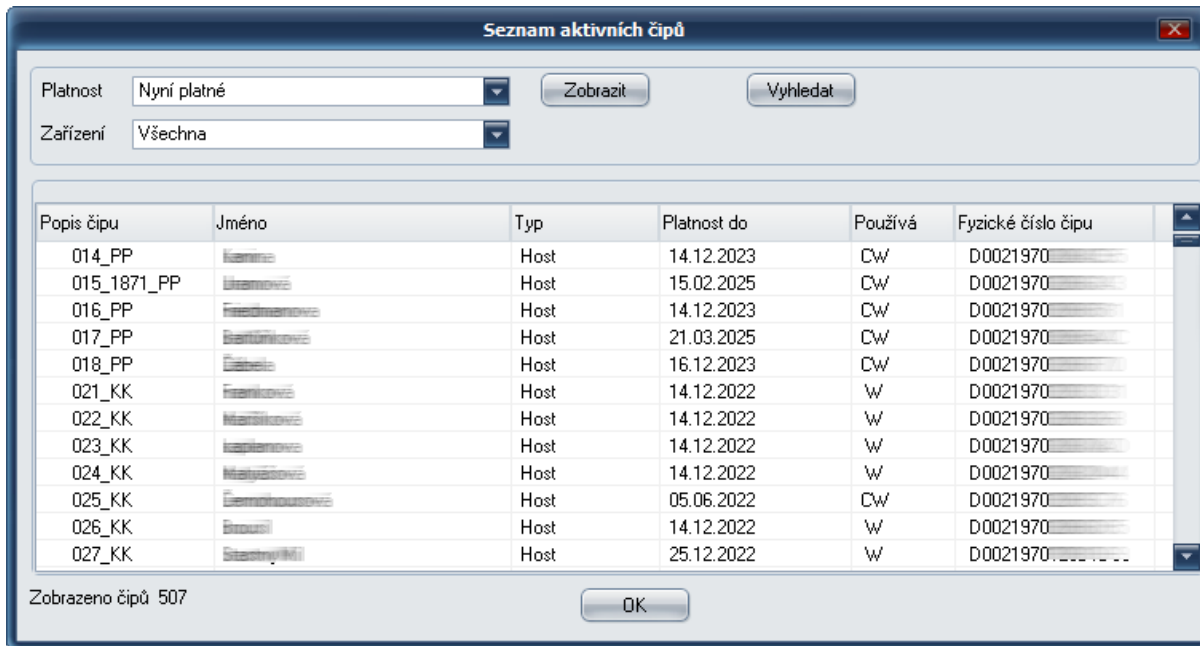 Seznam aktivních čipů
Platnost Nyní platné Zobrazit Vyhledat
Zařízení Všechna
Popis čipu Jméno Typ Platnost do Používá Fyzické číslo čipu
014_PP Host 14.12.2023 CW D0021970
015_1871_PP Host 15.02.2025 CW D0021970
016_PP Host 14.12.2023 CW D0021970
017_PP Host 21.03.2025 CW D0021970
018_PP Host 16.12.2023 CW D0021970
021_KK Host 14.12.2022 W D0021970
022_KK Host 14.12.2022 W D0021970
023_KK Host 14.12.2022 W D0021970
024_KK Host 14.12.2022 W D0021970
025_KK Host 05.06.2022 CW D0021970
026_KK Host 14.12.2022 W D0021970
027_KK Host 25.12.2022 W D0021970
Zobrazeno čipů 507 OK